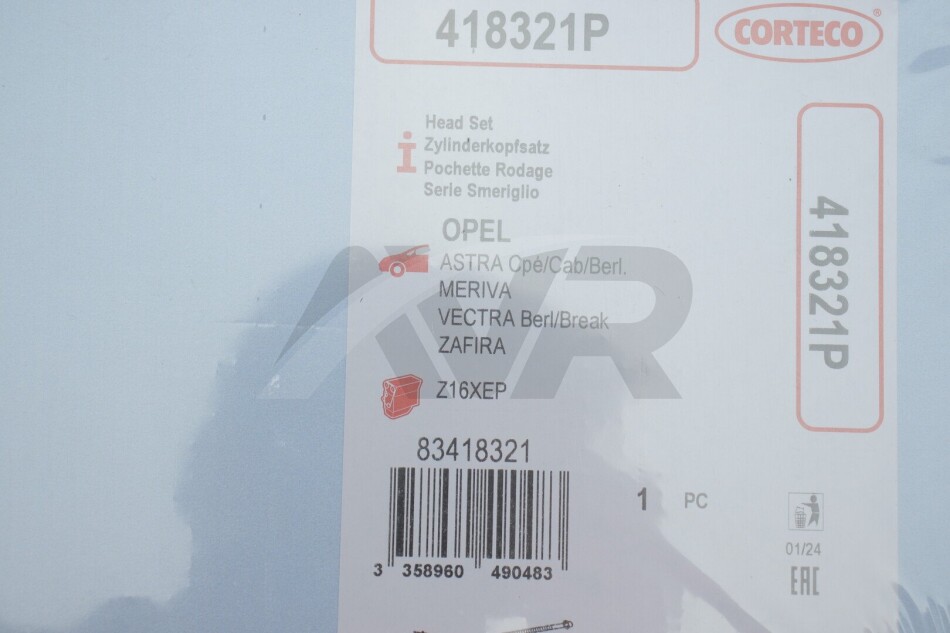 418321P
CORTECO®
Head Set
Zylinderkopfsatz
Pochette Rodage
Serie Smeriglio
418321P
OPEL
ASTRA Cpé/Cab/Berl.
MERIVA
VECTRA Berl/Break
ZAFIRA
AVR
Z16XEP
83418321
1 PC
3 358960 490483
01/24
EAC